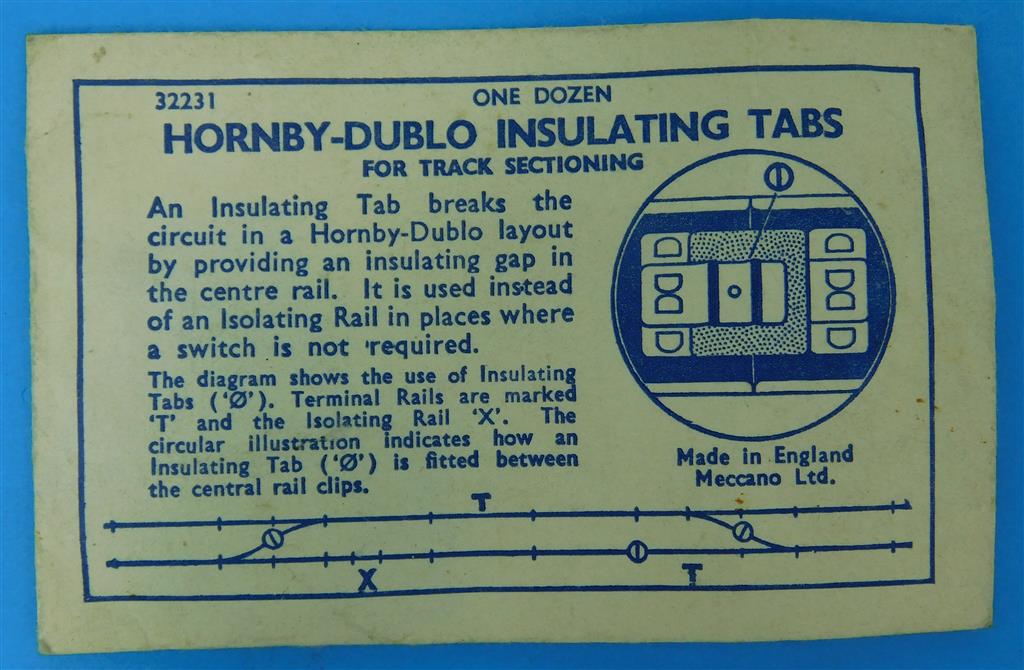 32231
ONE DOZEN
HORNBY-DUBLO INSULATING TABS
FOR TRACK SECTIONING
An Insulating Tab breaks the
circuit in a Hornby-Dublo layout
by providing an insulating gap in
the centre rail. It is used instead
of an Isolating Rail in places where
a switch is not required.
The diagram shows the use of Insulating
Tabs ('Ø'). Terminal Rails are marked
'T' and the Isolating Rail 'X'. The
circular illustration indicates how an
Insulating Tab ('Ø') is fitted between
the central rail clips.
Made in England
Meccano Ltd.
T
X
T